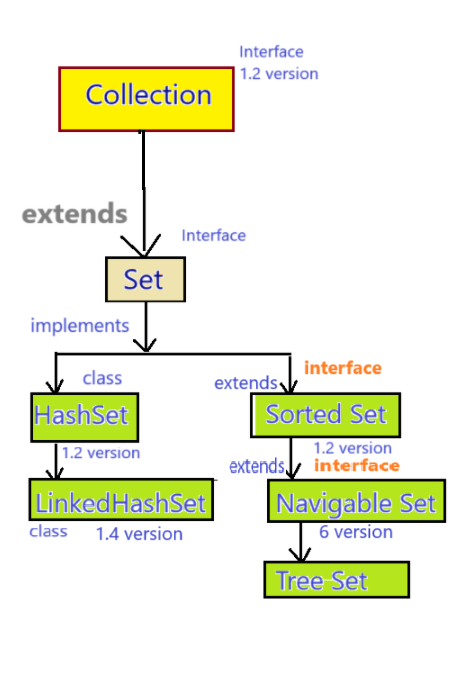 Interface
1.2 version
Collection
extends
Interface
Set
implements
class
interface
extends
HashSet
Sorted Set
1.2 version
1.2 version
extends
interface
LinkedHashSet
Navigable Set
class
1.4 version
6 version
Tree Set